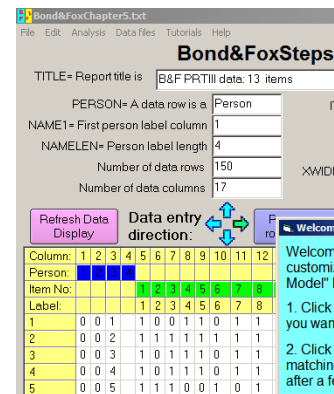 Bond&FoxChapter5.txt
File Edit Analysis Data files Tutorials Help
Bond&FoxSteps
TITLE= Report title is B&F PRTIII data: 13 items
PERSON= A data row is a Person
NAME1= First person label column 1
NAMELEN= Person label length 4
Number of data rows 150
XWID
Number of data columns 17
Refresh Data Display
Data entry direction:
Welcom
Column: 1 2 3 4 5 6 7 8 9 10 11 12
Person: 1 2 3 4
Item No: 1 2 3 4 5 6 7 8
Label: 1 2 3 4 5 6 7 8
1 0 0 1 1 0 0 1 1 0 1 1
2 0 0 2 1 1 1 1 1 1 1 1
3 0 0 3 1 0 1 1 0 1 1 1
4 0 0 4 1 0 1 1 0 1 1 1
5 0 0 5 1 1 1 0 0 1 0 1
Welcom
customi
Model"
1. Click
you wan
2. Click
matchin
after a fe